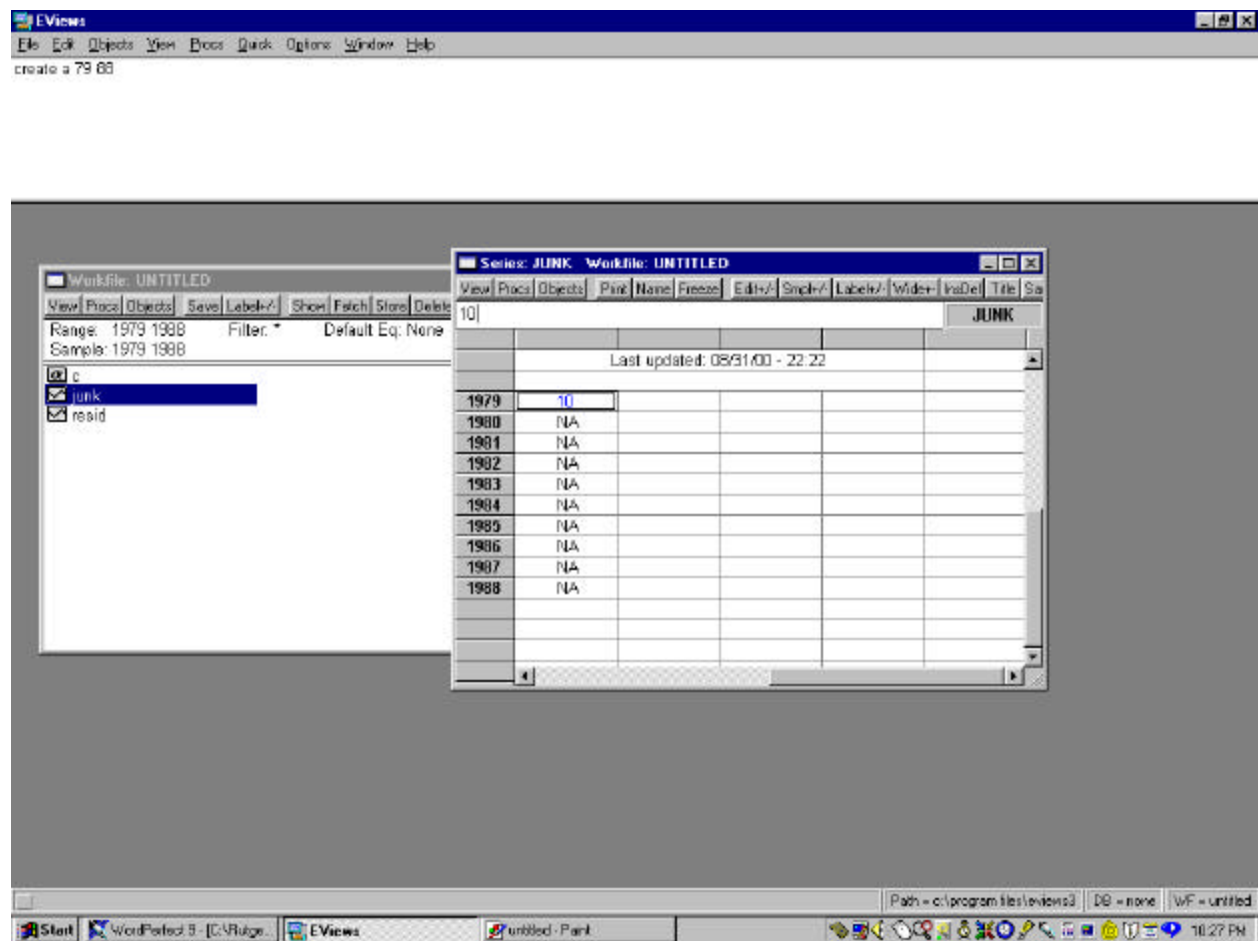 EViews
File Edit Objects View Procs Quick Options Window Help
create a 79 88
Workfile: UNTITLED
View Procs Objects Save Label+/- Show Fetch Store Delete
Range: 1979 1988 Filter: * Default Eq: None
Sample: 1979 1988
c
junk
resid
Series: JUNK Workfile: UNTITLED
View Procs Objects Print Name Freeze Edit+/- Smpl+/- Label+/- Wide+- InsDel Title Sa
10 JUNK
Last updated: 08/31/00 - 22:22
1979 10
1980 NA
1981 NA
1982 NA
1983 NA
1984 NA
1985 NA
1986 NA
1987 NA
1988 NA
Path = c:\program files\eviews3 DB = none WF = untitled
Start WordPerfect 9 - [C:\Rutge... EViews untitled - Paint 10:27 PM